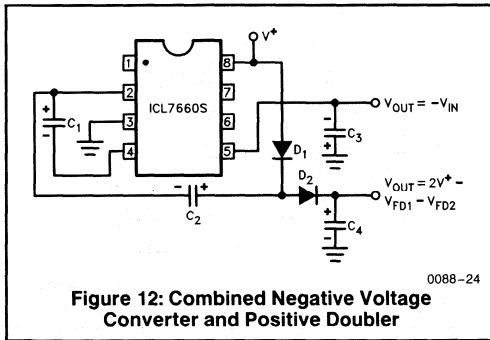 V+
1
8
2
7
ICL7660S
3
6
4
5
+
C1
-
VOUT = -VIN
-
C3
+
D1
D2
- +
C2
VOUT = 2V+ -
VFD1 - VFD2
+
C4
-
0088-24
Figure 12: Combined Negative Voltage
Converter and Positive Doubler